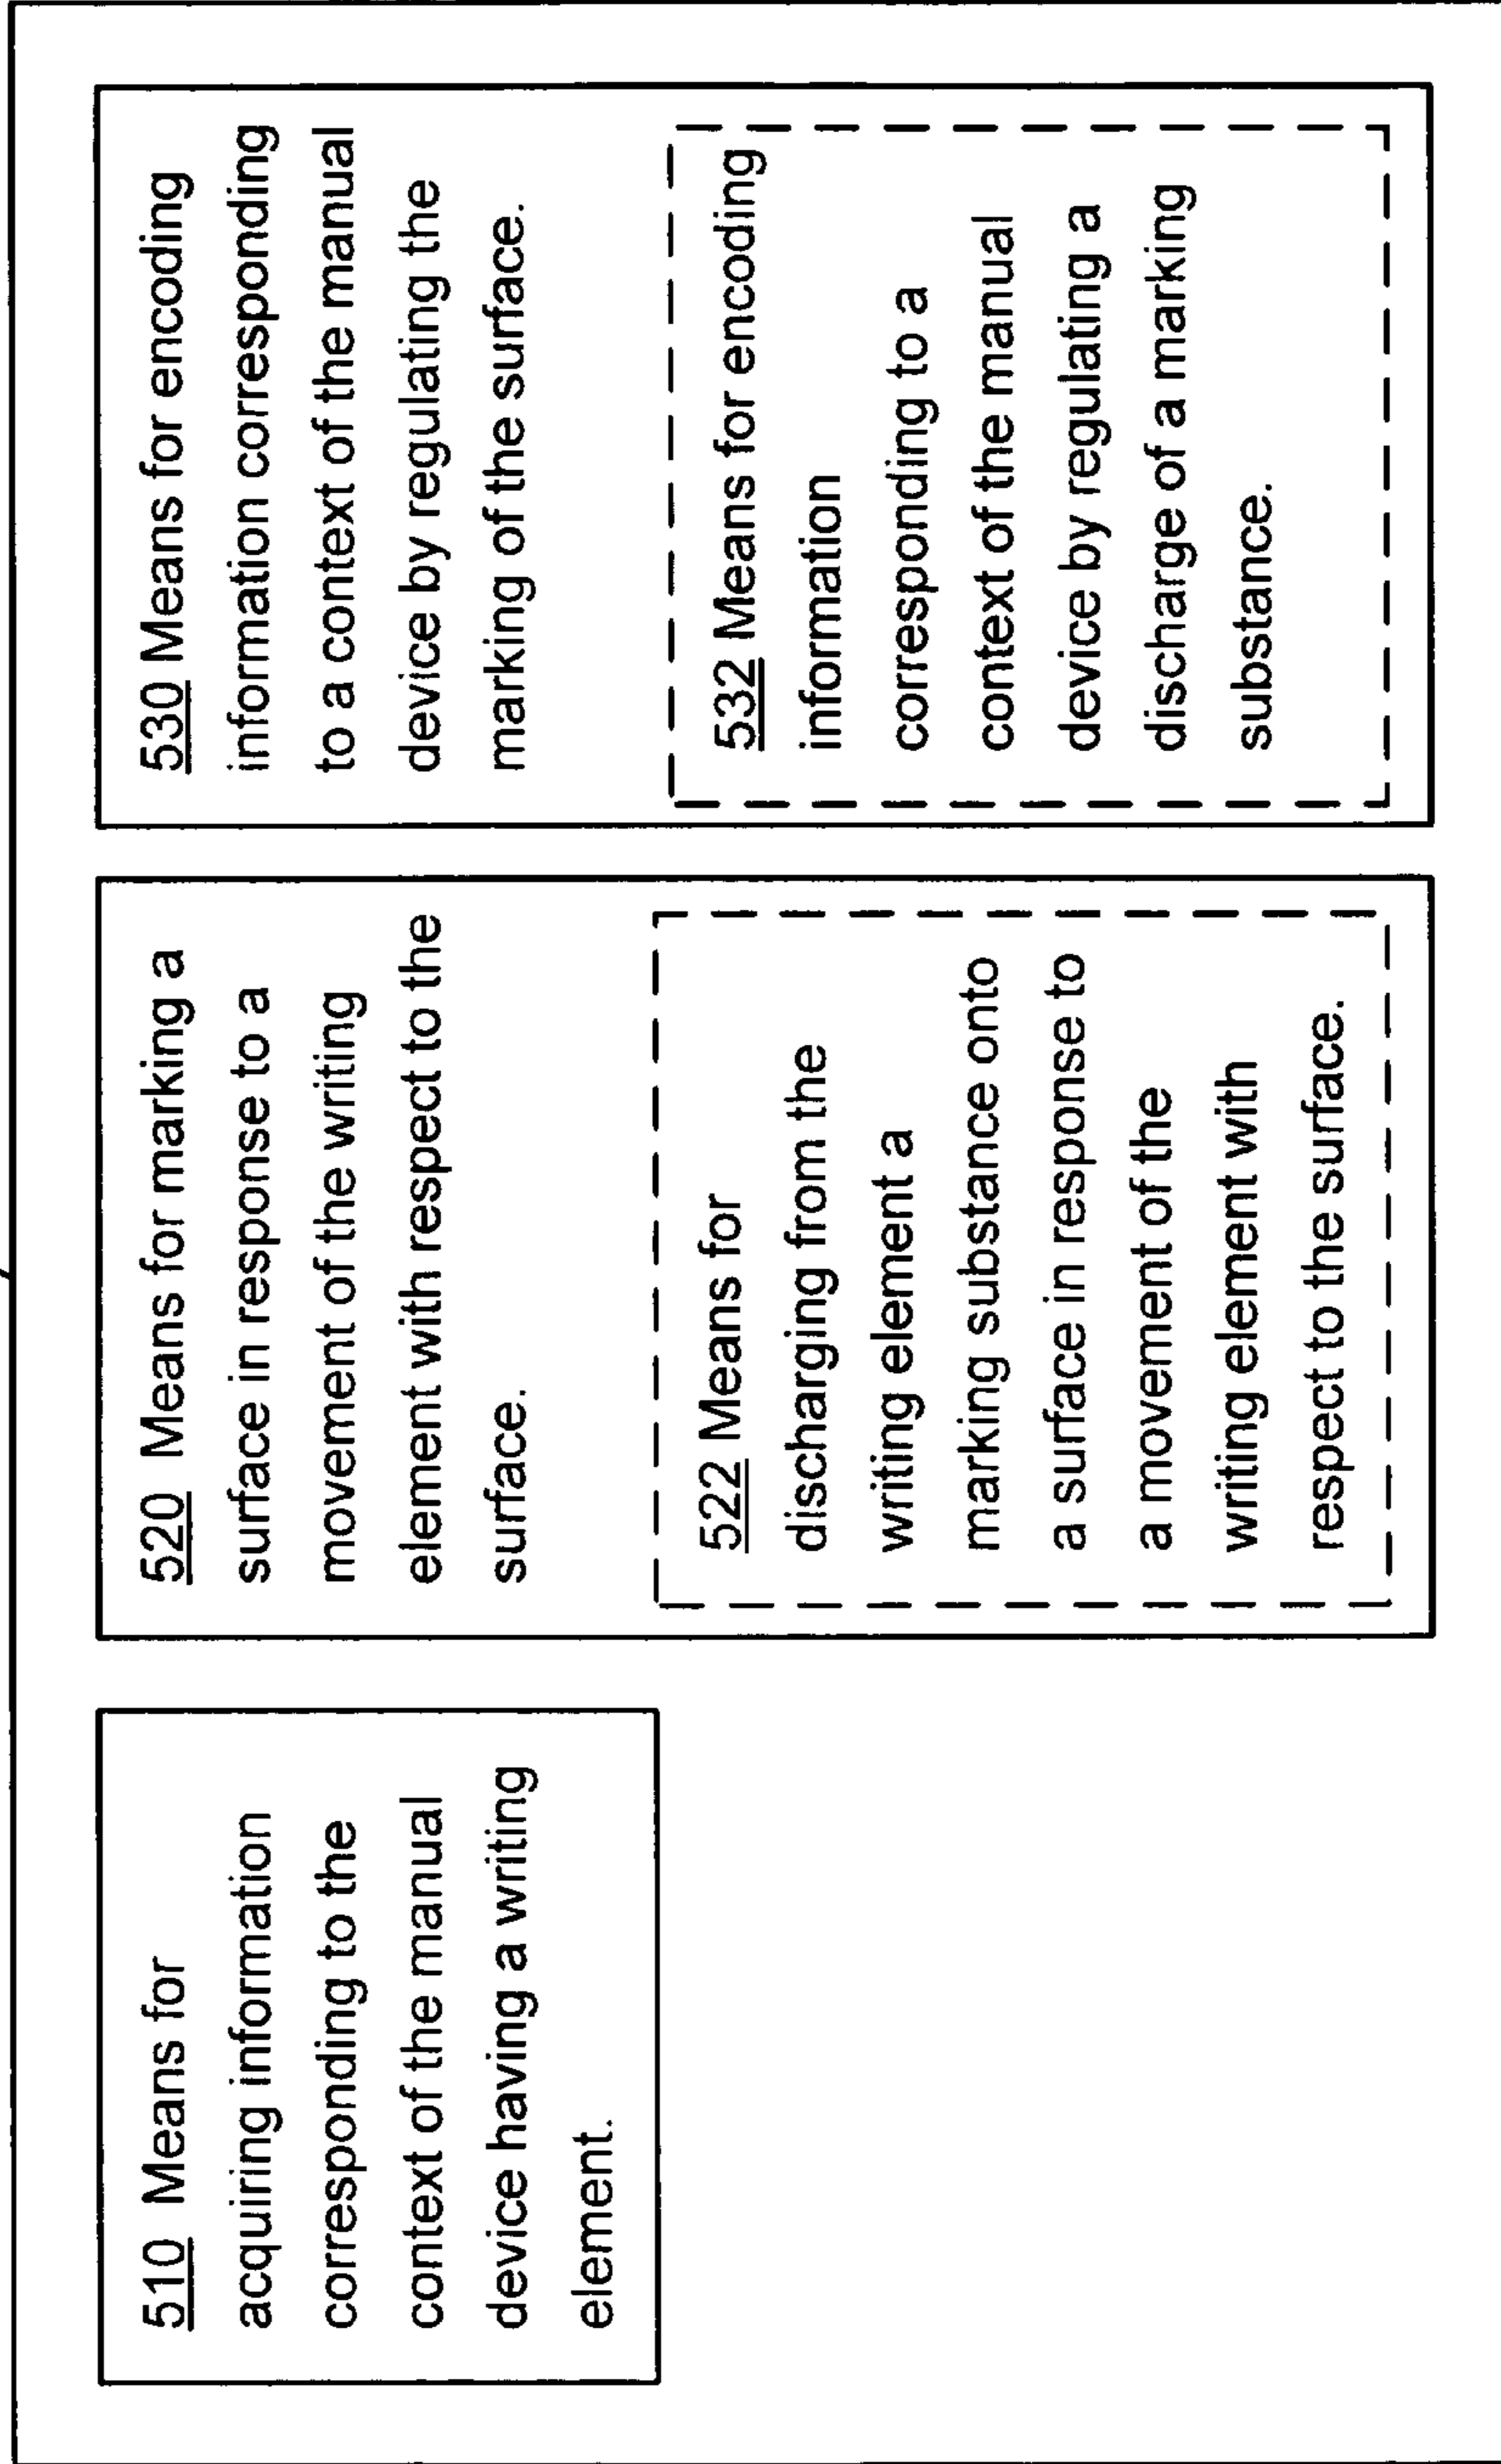 510 Means for
acquiring information
corresponding to the
context of the manual
device having a writing
element.
520 Means for marking a
surface in response to a
movement of the writing
element with respect to the
surface.
522 Means for
discharging from the
writing element a
marking substance onto
a surface in response to
a movement of the
writing element with
respect to the surface.
530 Means for encoding
information corresponding
to a context of the manual
device by regulating the
marking of the surface.
532 Means for encoding
information
corresponding to a
context of the manual
device by regulating a
discharge of a marking
substance.